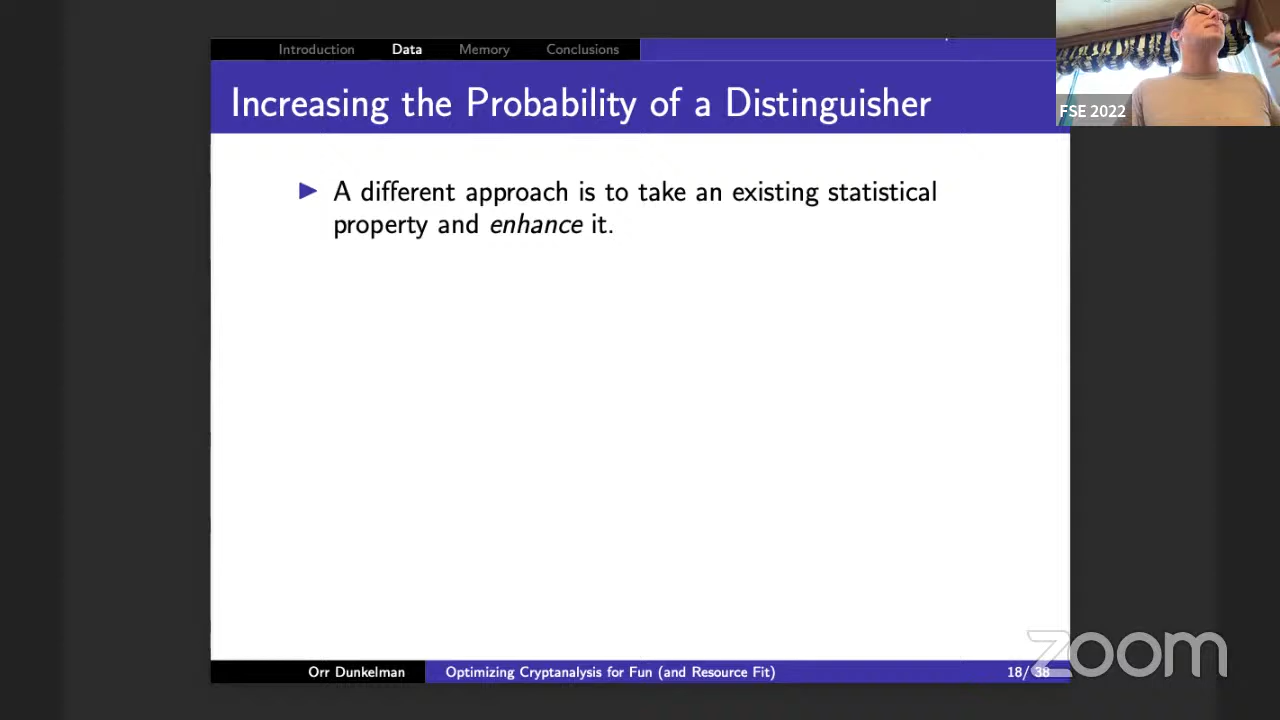 Introduction Data Memory Conclusions
Increasing the Probability of a Distinguisher
FSE 2022
A different approach is to take an existing statistical
property and enhance it.
Orr Dunkelman Optimizing Cryptanalysis for Fun (and Resource Fit) 18/38
zoom